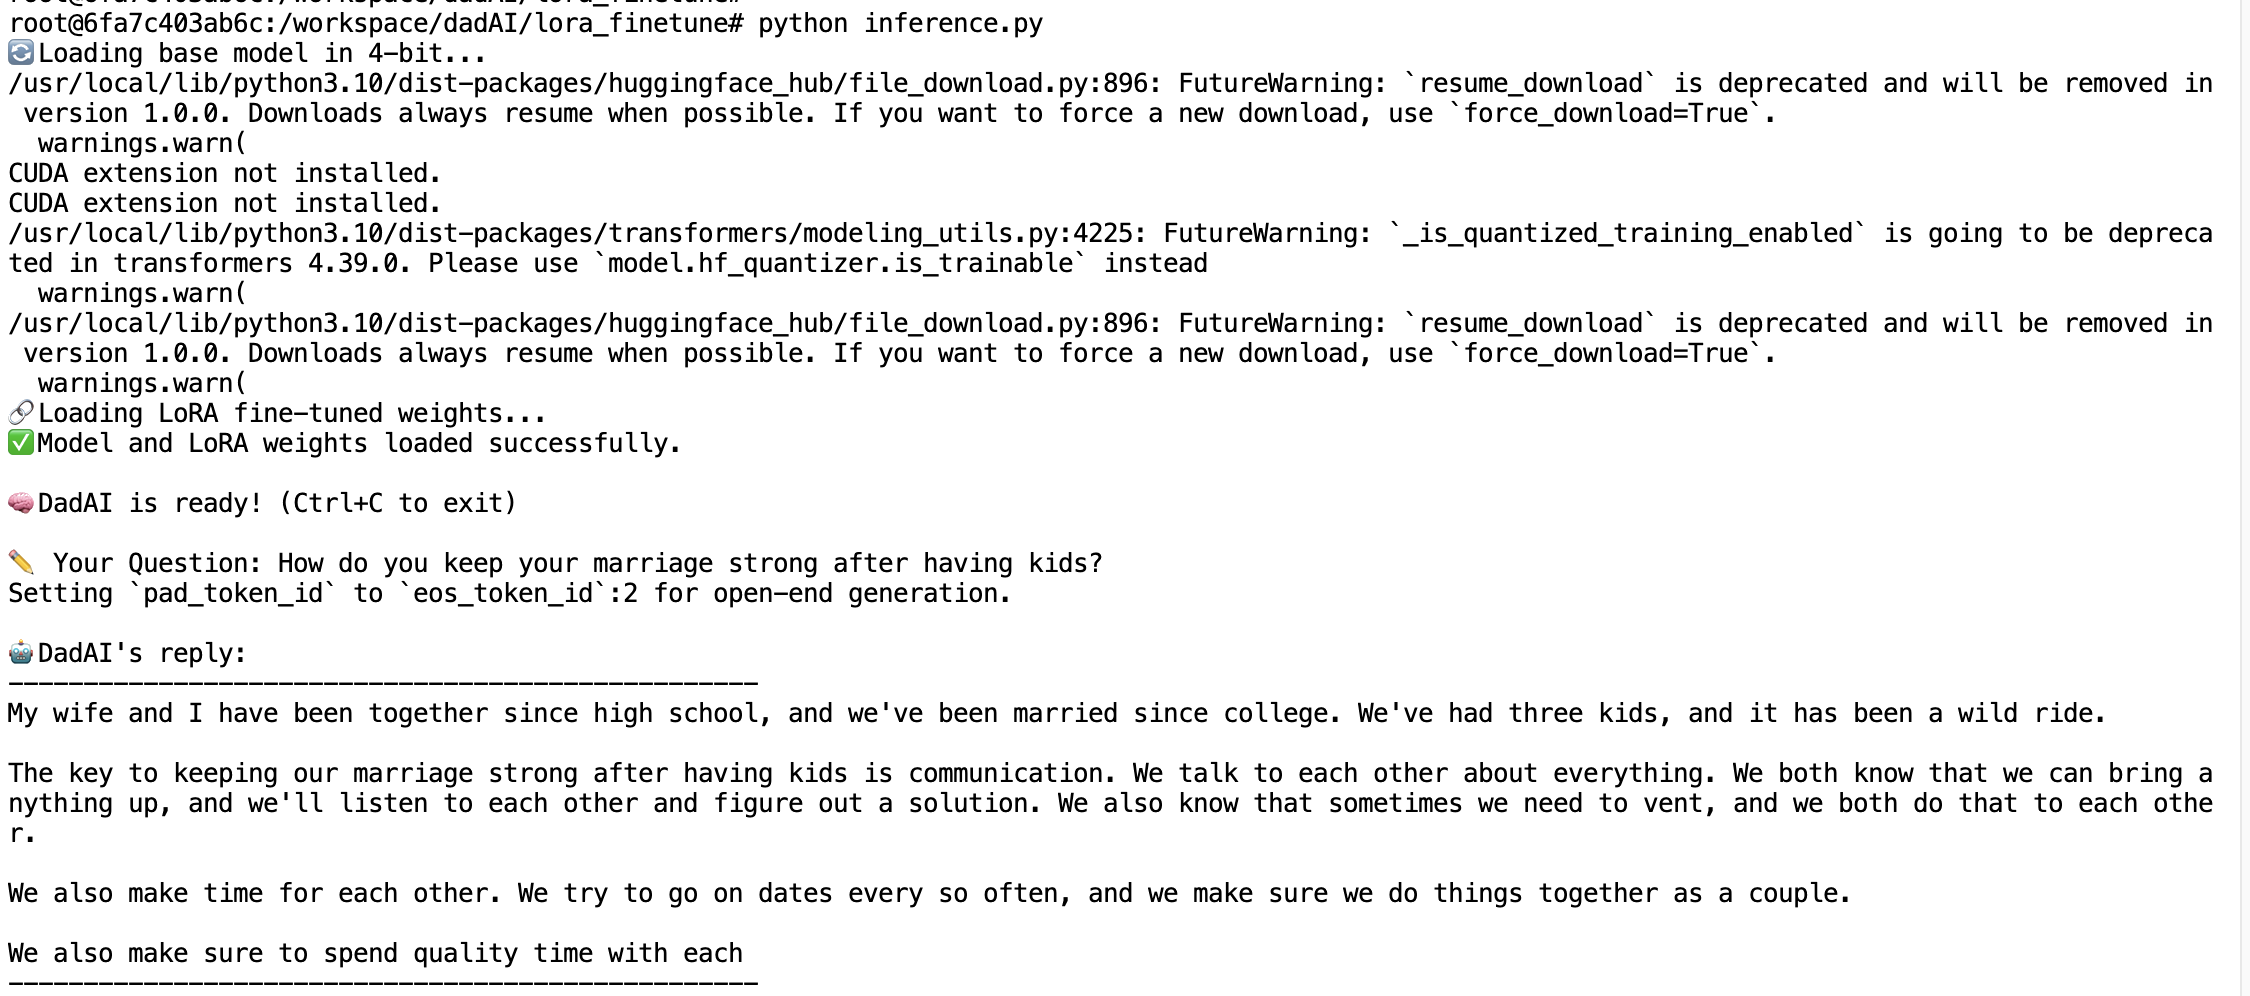 root@6fa7c403ab6c:/workspace/dadAI/lora_finetune#
root@6fa7c403ab6c:/workspace/dadAI/lora_finetune# python inference.py
🔄Loading base model in 4-bit...
/usr/local/lib/python3.10/dist-packages/huggingface_hub/file_download.py:896: FutureWarning: `resume_download` is deprecated and will be removed in
 version 1.0.0. Downloads always resume when possible. If you want to force a new download, use `force_download=True`.
  warnings.warn(
CUDA extension not installed.
CUDA extension not installed.
/usr/local/lib/python3.10/dist-packages/transformers/modeling_utils.py:4225: FutureWarning: `_is_quantized_training_enabled` is going to be depreca
ted in transformers 4.39.0. Please use `model.hf_quantizer.is_trainable` instead
  warnings.warn(
/usr/local/lib/python3.10/dist-packages/huggingface_hub/file_download.py:896: FutureWarning: `resume_download` is deprecated and will be removed in
 version 1.0.0. Downloads always resume when possible. If you want to force a new download, use `force_download=True`.
  warnings.warn(
🔗Loading LoRA fine-tuned weights...
✅Model and LoRA weights loaded successfully.

🧠DadAI is ready! (Ctrl+C to exit)

✏️ Your Question: How do you keep your marriage strong after having kids?
Setting `pad_token_id` to `eos_token_id`:2 for open-end generation.

🤖DadAI's reply:
--------------------------------------------------
My wife and I have been together since high school, and we've been married since college. We've had three kids, and it has been a wild ride.

The key to keeping our marriage strong after having kids is communication. We talk to each other about everything. We both know that we can bring a
nything up, and we'll listen to each other and figure out a solution. We also know that sometimes we need to vent, and we both do that to each othe
r.

We also make time for each other. We try to go on dates every so often, and we make sure we do things together as a couple.

We also make sure to spend quality time with each
--------------------------------------------------